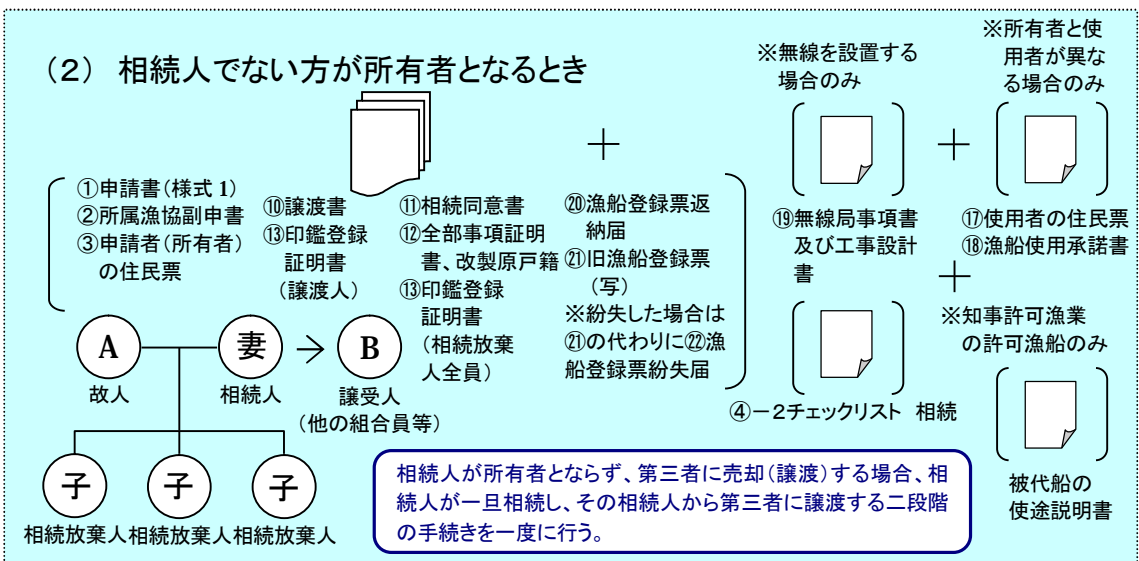 （２） 相続人でない方が所有者となるとき
※無線を設置する
場合のみ
※所有者と使
用者が異な
る場合のみ
＋
＋
①申請書（様式 1）
②所属漁協副申書
③申請者（所有者）
の住民票
⑩譲渡書
⑬印鑑登録
証明書
（譲渡人）
⑪相続同意書
⑫全部事項証明
書、改製原戸籍
⑬印鑑登録
証明書
（相続放棄
人全員）
⑳漁船登録票返
納届
㉑旧漁船登録票
（写）
※紛失した場合は
㉑の代わりに㉒漁
船登録票紛失届
⑲無線局事項書
及び工事設計
書
⑰使用者の住民票
⑱漁船使用承諾書
＋
※知事許可漁業
の許可漁船のみ
④－２チェックリスト 相続
被代船の
使途説明書
A
故人
妻
相続人
B
譲受人
（他の組合員等）
子
相続放棄人
子
相続放棄人
子
相続放棄人
相続人が所有者とならず、第三者に売却（譲渡）する場合、相
続人が一旦相続し、その相続人から第三者に譲渡する二段階
の手続きを一度に行う。